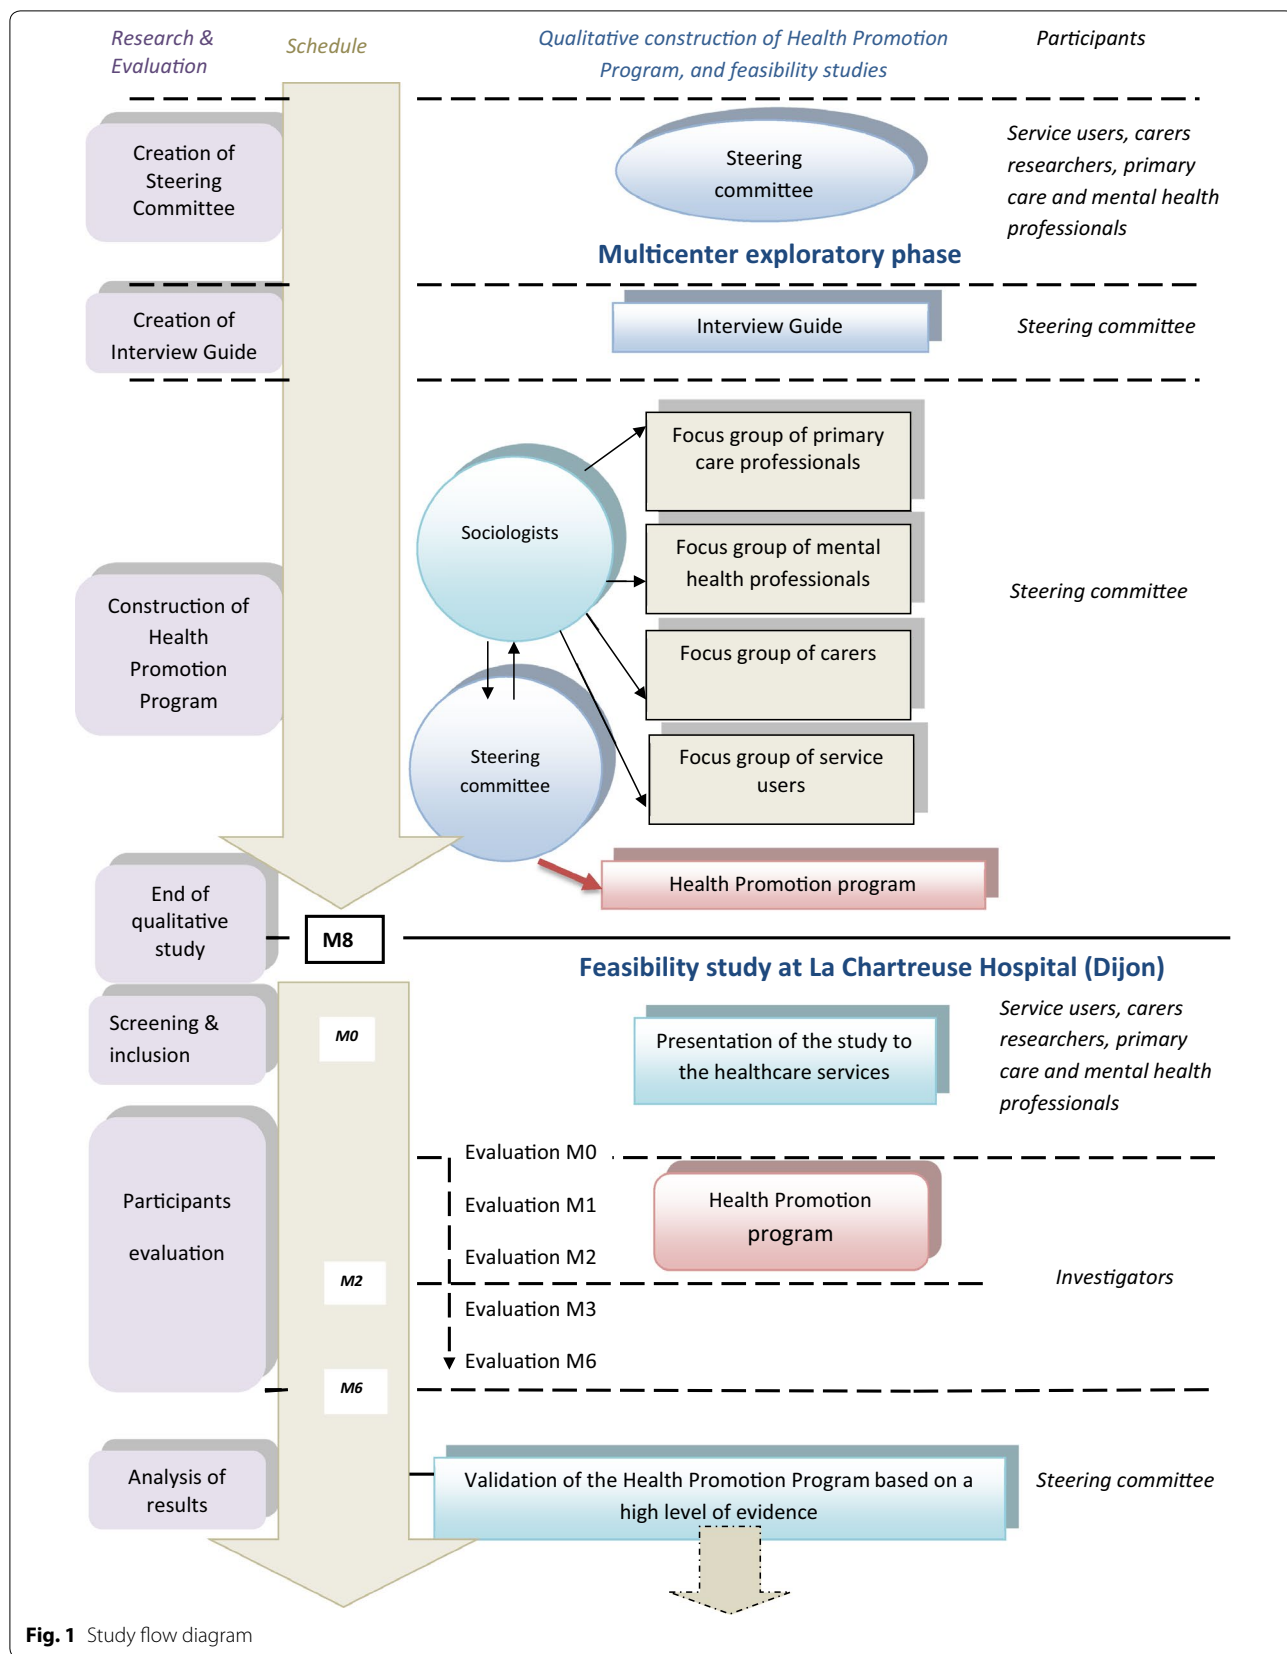 Research &
Evaluation
Schedule
Qualitative construction of Health Promotion
Program, and feasibility studies
Participants
Creation of
Steering
Committee
Steering
committee
Service users, carers
researchers, primary
care and mental health
professionals
Multicenter exploratory phase
Creation of
Interview Guide
Interview Guide
Steering committee
Focus group of primary
care professionals
Sociologists
Focus group of mental
health professionals
Steering committee
Construction of
Health
Promotion
Program
Focus group of carers
Steering
committee
Focus group of service
users
Health Promotion program
End of
qualitative
study
M8
Feasibility study at La Chartreuse Hospital (Dijon)
Screening &
inclusion
M0
Presentation of the study to
the healthcare services
Service users, carers
researchers, primary
care and mental health
professionals
Participants
evaluation
Evaluation M0
Evaluation M1
Evaluation M2
Health Promotion
program
M2
Investigators
Evaluation M3
Evaluation M6
M6
Analysis of
results
Validation of the Health Promotion Program based on a
high level of evidence
Steering committee
Fig. 1 Study flow diagram